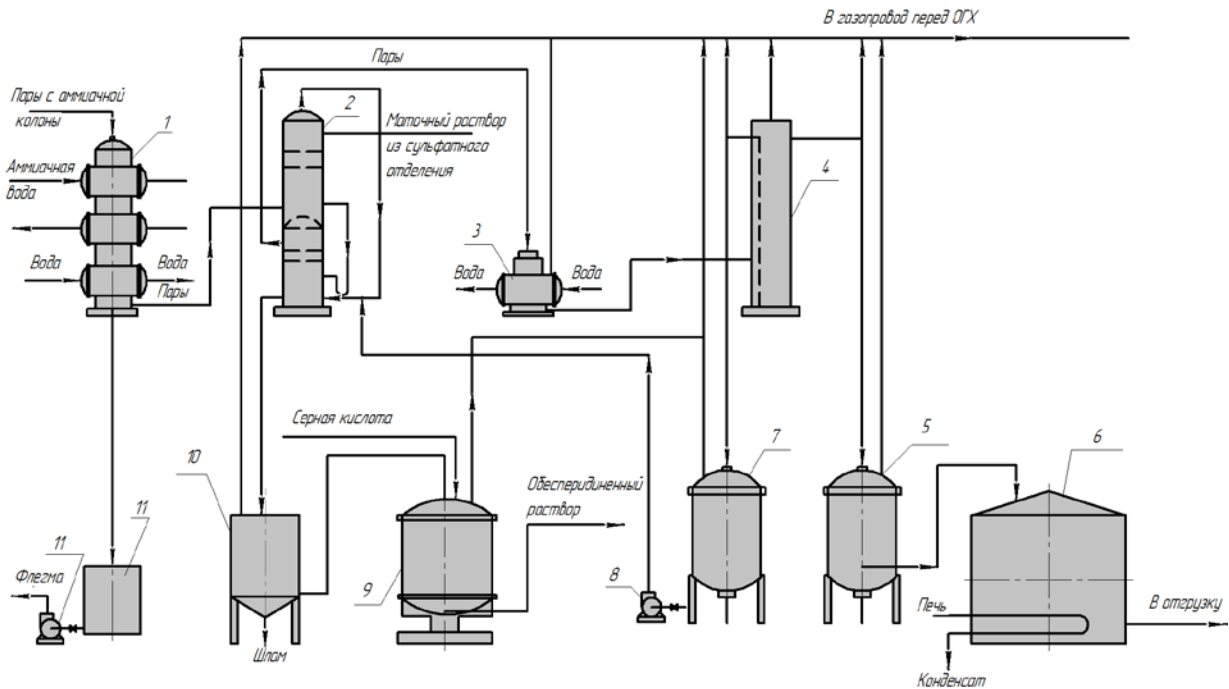 В газопровод перед ОГХ
Пары
Пары с аммиачной
колоны
1
2
Маточный раствор
из сульфатного
отделения
Аммиачная
вода
4
3
Вода
Вода
Вода
Вода
Пары
Серная кислота
10
7
5
6
Обесперидиненный
раствор
11
11
Флегма
9
8
Печь
В отгрузку
Шлам
Конденсат